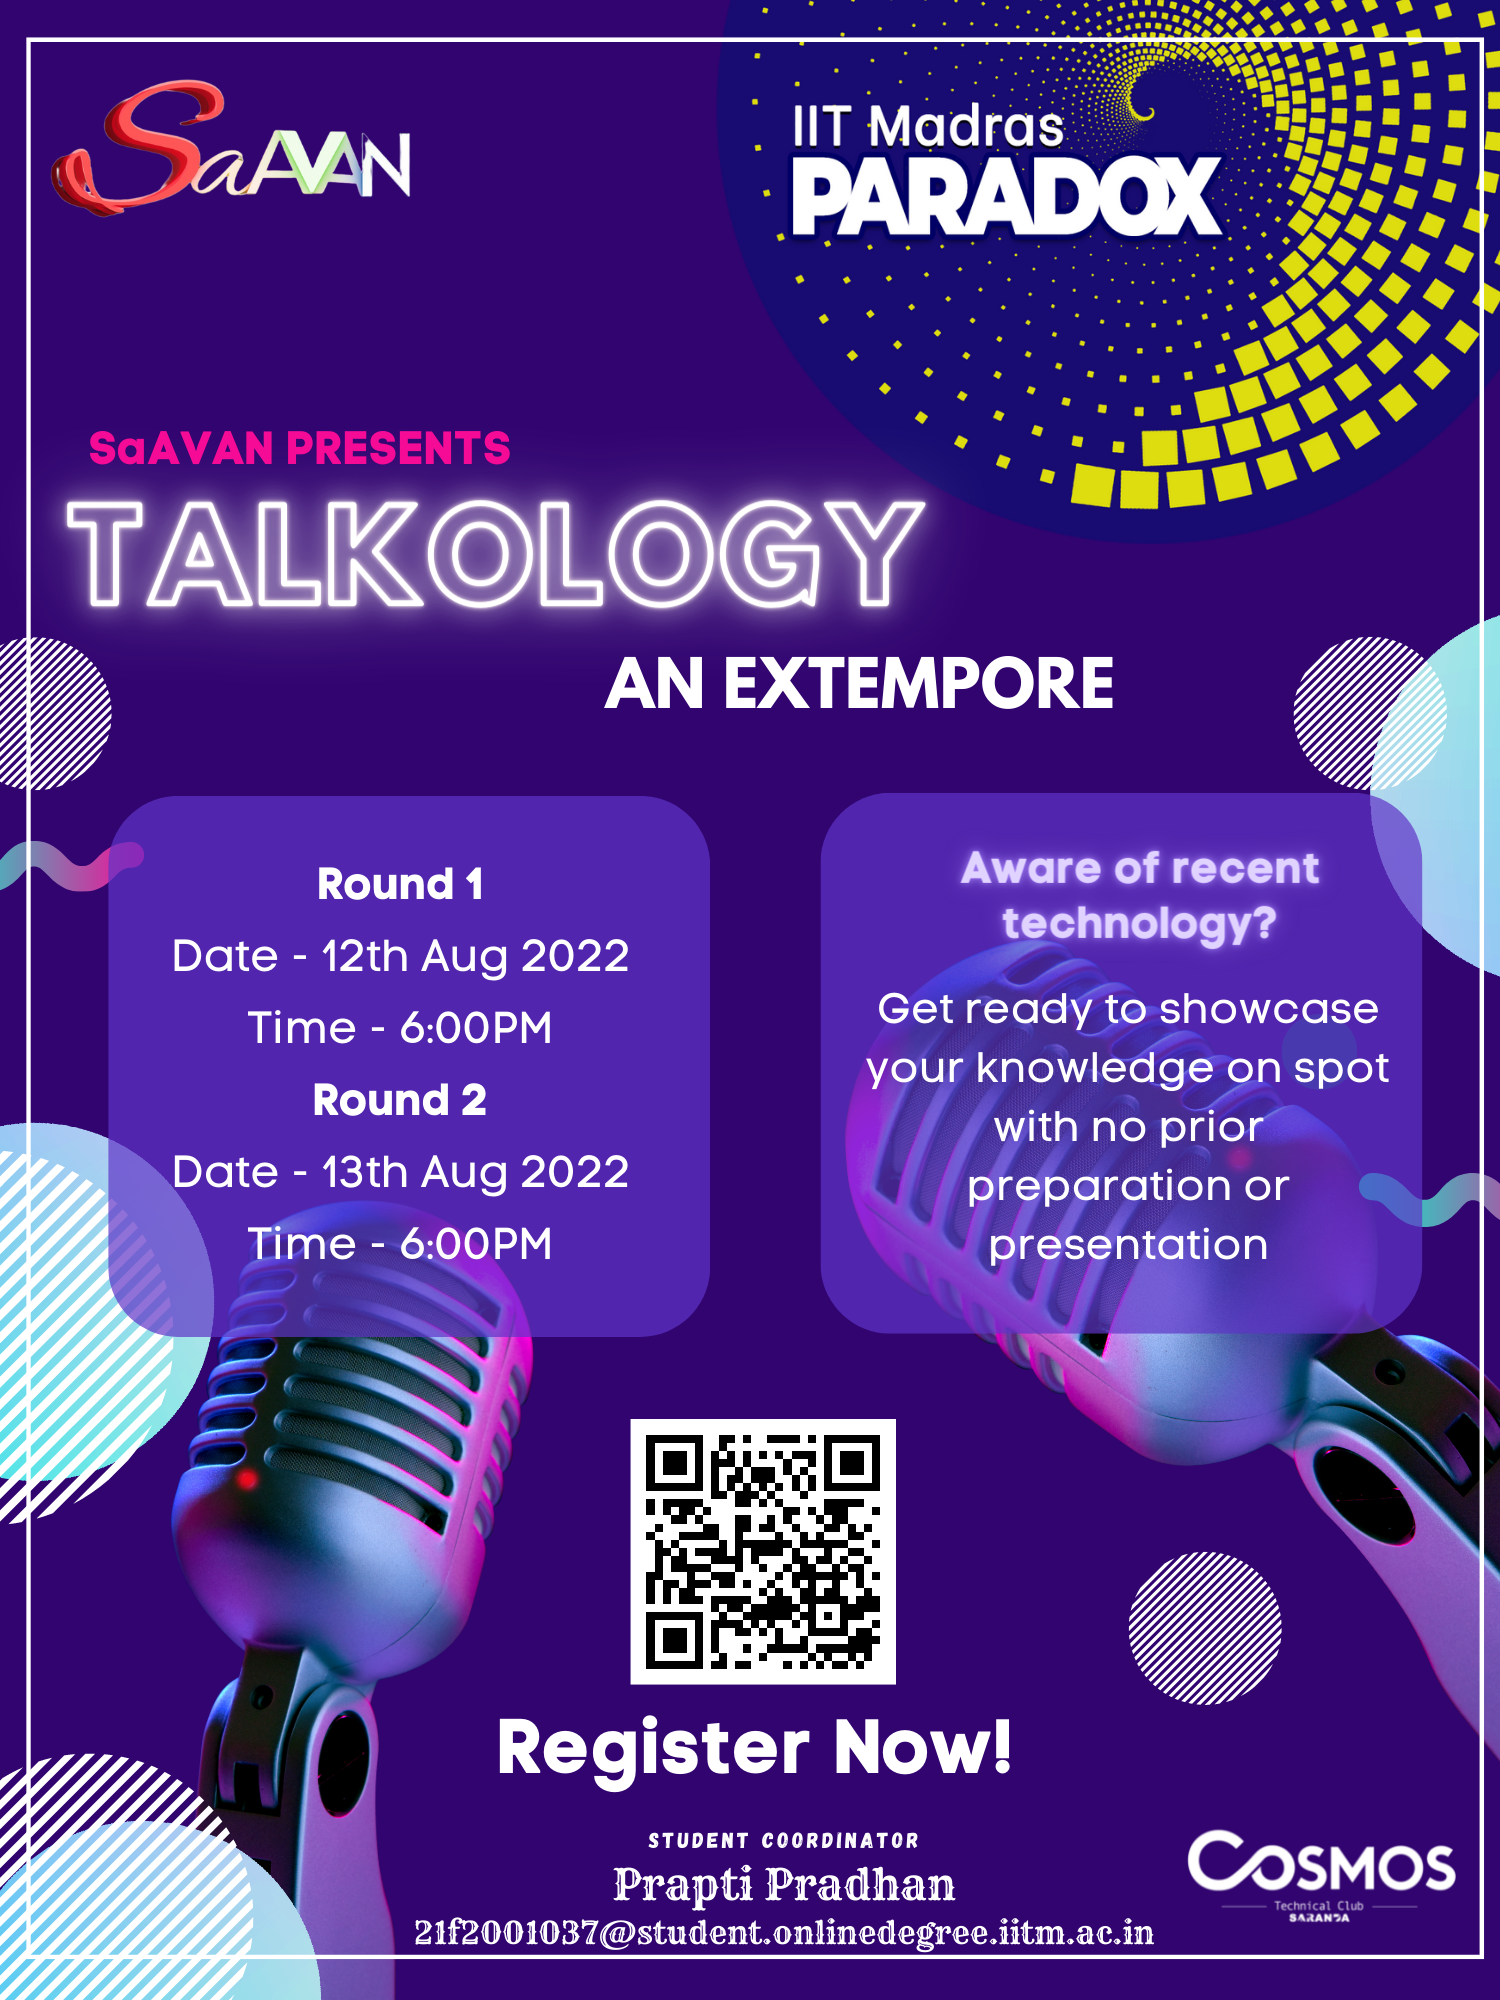 SaAVAN
IIT Madras
PARADOX
SaAVAN PRESENTS
TALKOLOGY
AN EXTEMPORE
Round 1
Date - 12th Aug 2022
Time - 6:00PM
Round 2
Date - 13th Aug 2022
Time - 6:00PM
Aware of recent
technology?
Get ready to showcase
your knowledge on spot
with no prior
preparation or
presentation
Register Now!
STUDENT COORDINATOR
Prapti Pradhan
21f2001037@student.onlinedegree.iitm.ac.in
COSMOS
Technical Club
SARANDA